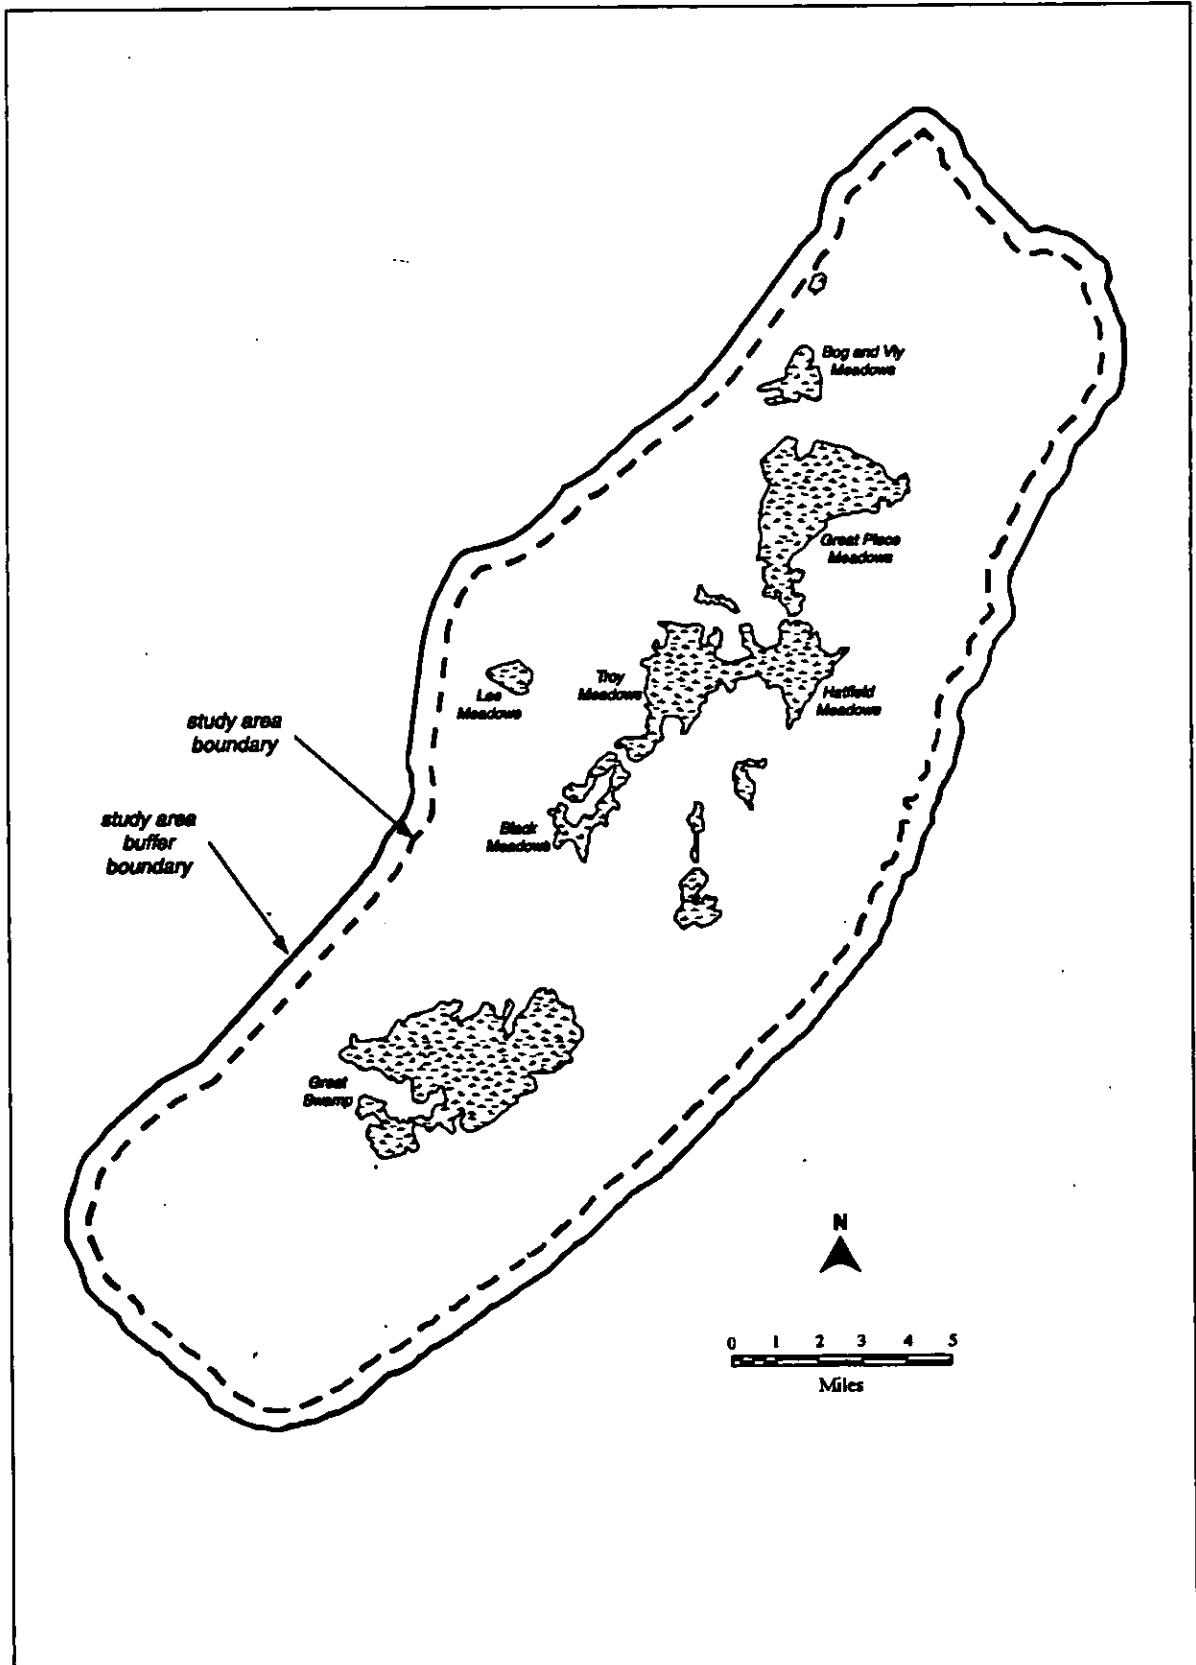 Bog and Vly
Meadows
Great Piece
Meadows
Troy
Meadows
Hatfield
Meadows
Lee
Meadows
study area
boundary
study area
buffer
boundary
Black
Meadows
Great
Swamp
N
0 1 2 3 4 5
Miles